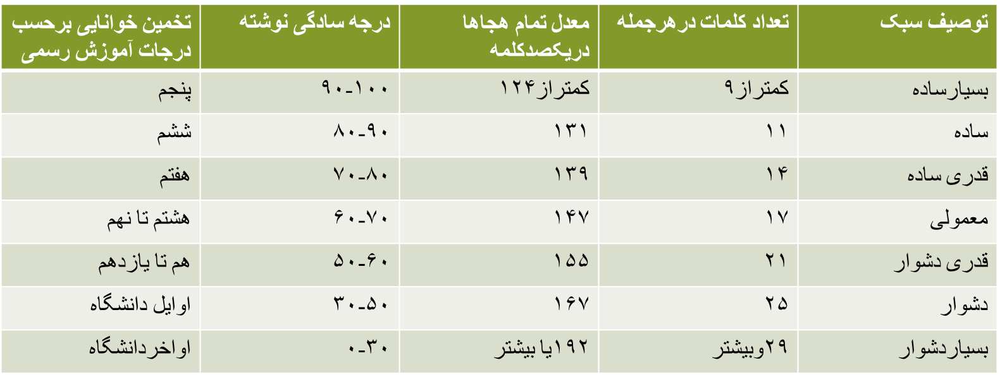 توصیف سبک	تعداد کلمات درهرجمله	معدل تمام هجاها دریکصدکلمه	درجه سادگی نوشته	تخمین خوانایی برحسب درجات آموزش رسمی
بسیارساده	کمتراز۹	کمتراز۱۲۴	۹۰-۱۰۰	پنجم
ساده	۱۱	۱۳۱	۸۰-۹۰	ششم
قدری ساده	۱۴	۱۳۹	۷۰-۸۰	هفتم
معمولی	۱۷	۱۴۷	۶۰-۷۰	هشتم تا نهم
قدری دشوار	۲۱	۱۵۵	۵۰-۶۰	هم تا یازدهم
دشوار	۲۵	۱۶۷	۳۰-۵۰	اوایل دانشگاه
بسیاردشوار	۲۹وبیشتر	۱۹۲یا بیشتر	۰-۳۰	اواخردانشگاه